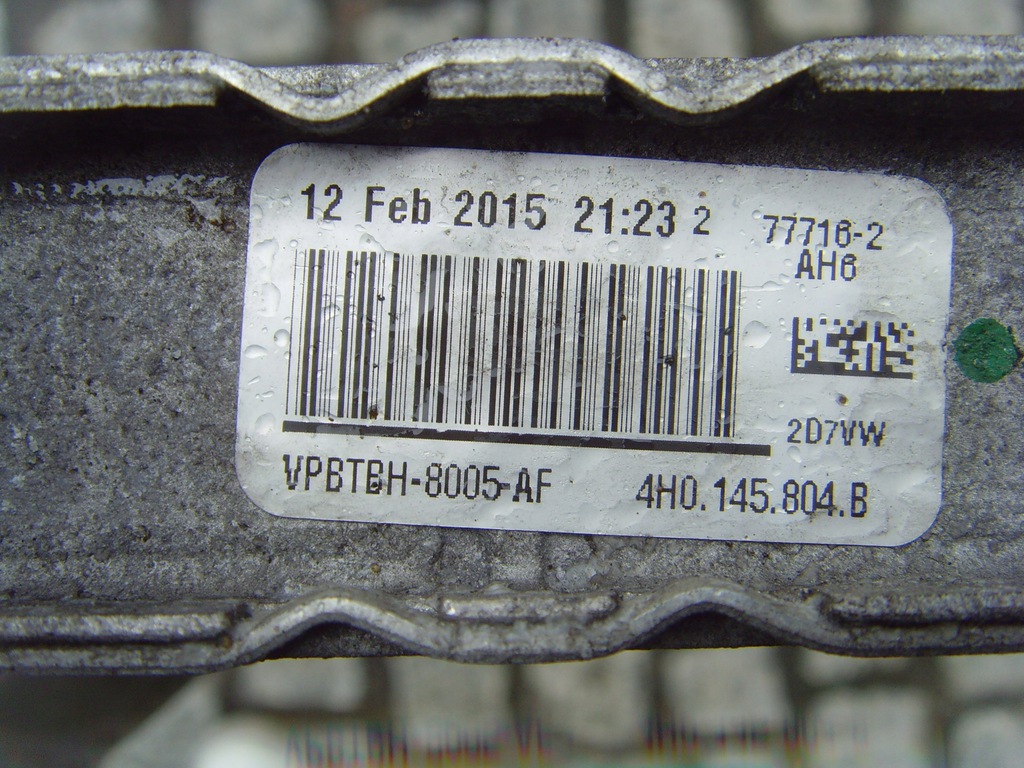 12 Feb 2015 21:23 2
77716-2
AH6
2D7VW
VPBTBH-8005-AF 4H0.145.804.B